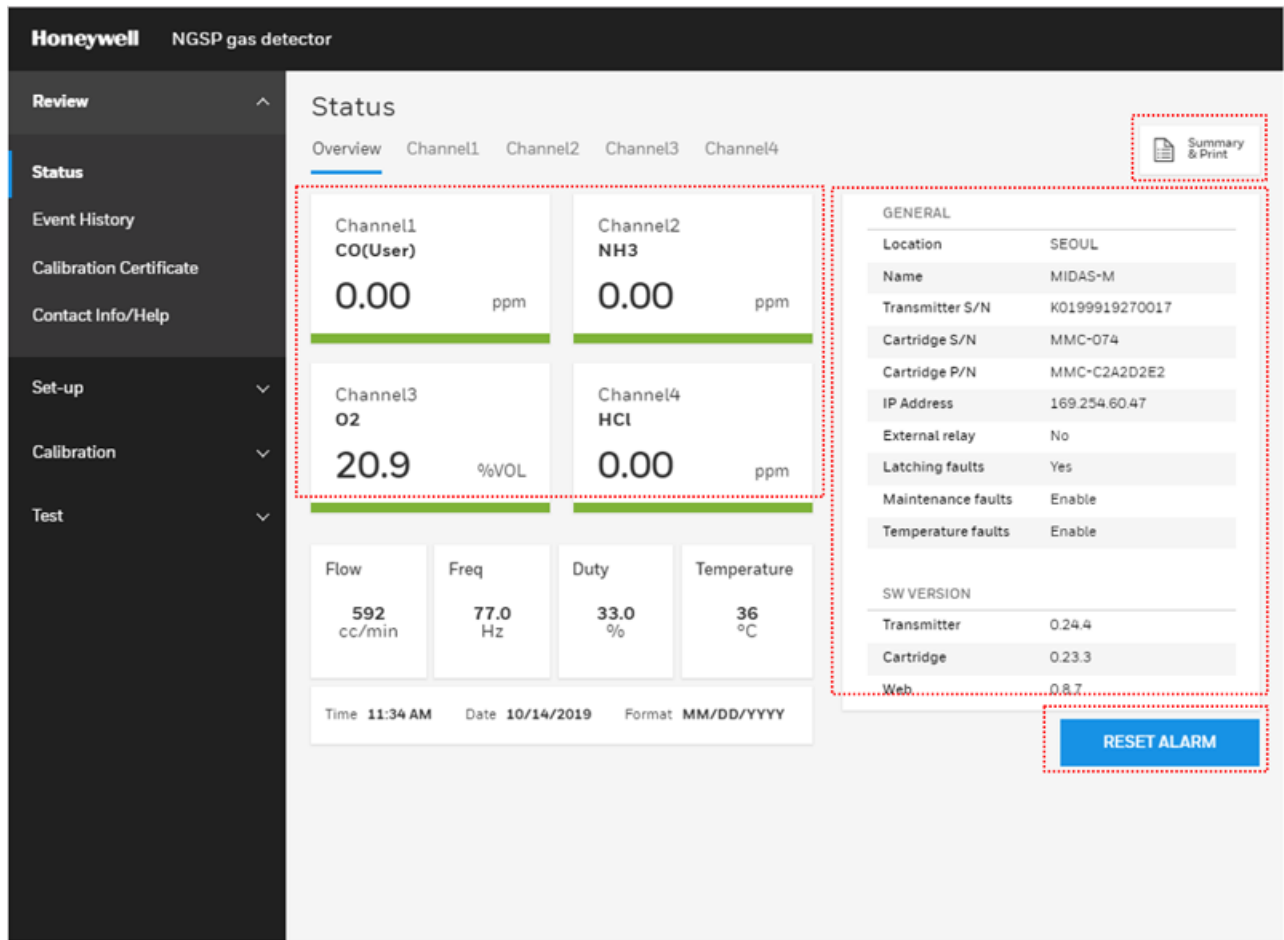 Honeywell NGSP gas detector
Review
Status
Event History
Calibration Certificate
Contact Info/Help
Set-up
Calibration
Test
Status
Overview Channel1 Channel2 Channel3 Channel4
Summary
& Print
Channel1
CO(User)
0.00 ppm
Channel2
NH3
0.00 ppm
Channel3
O2
20.9 %VOL
Channel4
HCl
0.00 ppm
Flow
592
cc/min
Freq
77.0
Hz
Duty
33.0
%
Temperature
36
°C
Time 11:34 AM Date 10/14/2019 Format MM/DD/YYYY
GENERAL
Location SEOUL
Name MIDAS-M
Transmitter S/N K0199919270017
Cartridge S/N MMC-074
Cartridge P/N MMC-C2A2D2E2
IP Address 169.254.60.47
External relay No
Latching faults Yes
Maintenance faults Enable
Temperature faults Enable
SW VERSION
Transmitter 0.24.4
Cartridge 0.23.3
Web 0.8.7
RESET ALARM